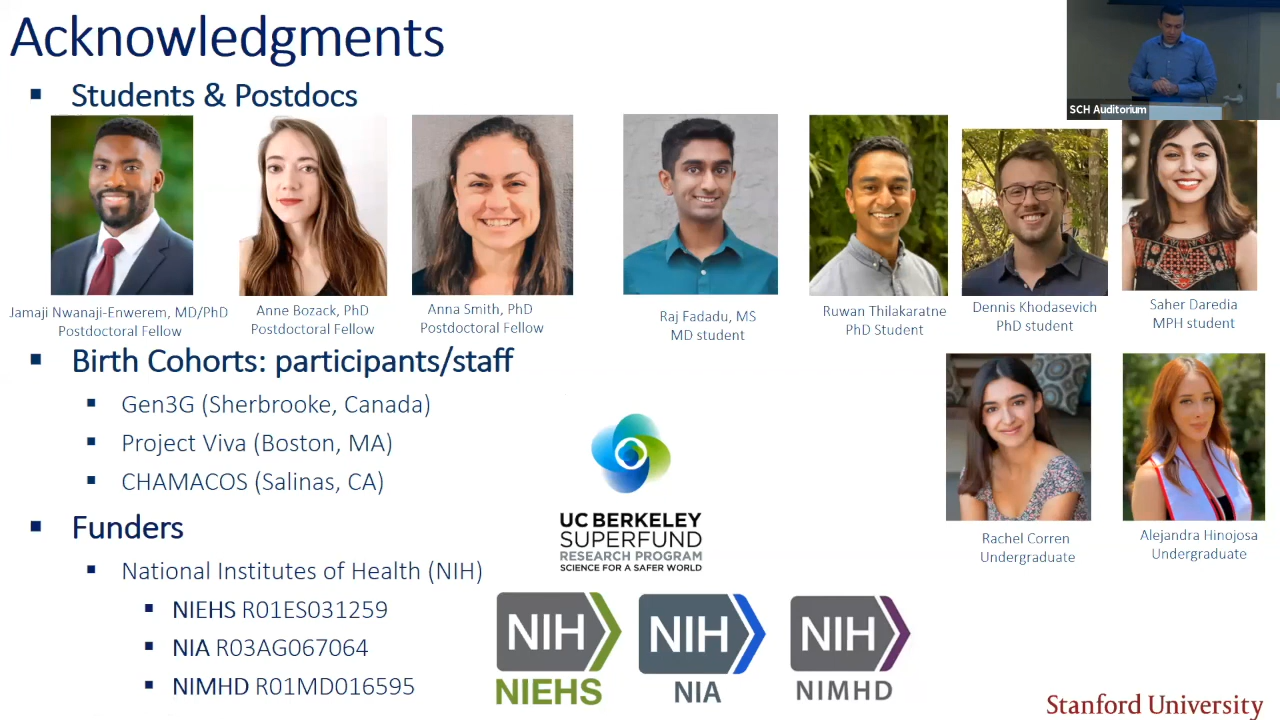 Acknowledgments
SCH Auditorium
Students & Postdocs
Jamaji Nwanaji-Enwerem, MD/PhD
Postdoctoral Fellow
Anne Bozack, PhD
Postdoctoral Fellow
Anna Smith, PhD
Postdoctoral Fellow
Raj Fadadu, MS
MD student
Ruwan Thilakaratne
PhD Student
Dennis Khodasevich
PhD student
Saher Daredia
MPH student
Birth Cohorts: participants/staff
Gen3G (Sherbrooke, Canada)
Project Viva (Boston, MA)
CHAMACOS (Salinas, CA)
UC BERKELEY
SUPERFUND
RESEARCH PROGRAM
SCIENCE FOR A SAFER WORLD
Rachel Corren
Undergraduate
Alejandra Hinojosa
Undergraduate
Funders
National Institutes of Health (NIH)
NIEHS R01ES031259
NIA R03AG067064
NIMHD R01MD016595
NIH
NIEHS
NIH
NIA
NIH
NIMHD
Stanford University